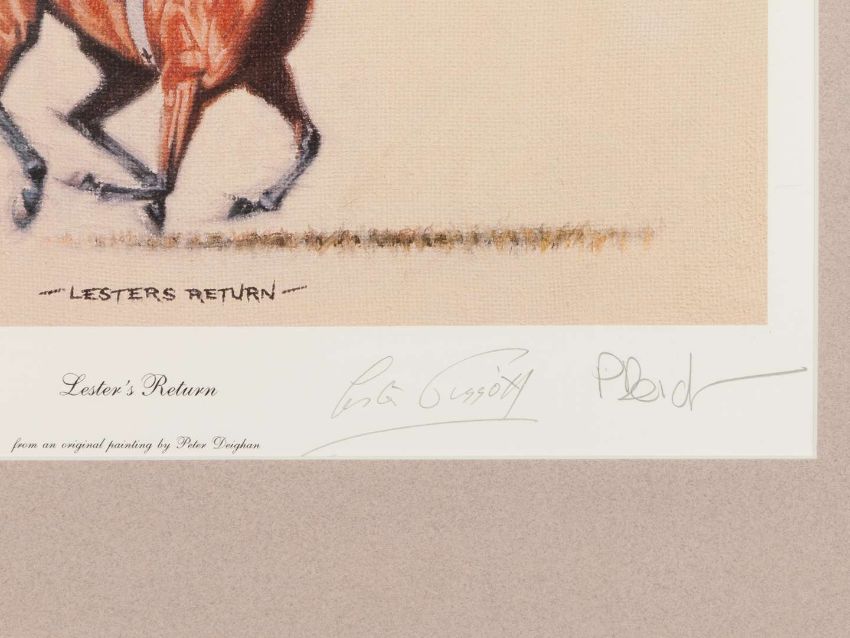 - LESTERS RETURN -
Lester's Return
Lester Piggott
from an original painting by Peter Deighan